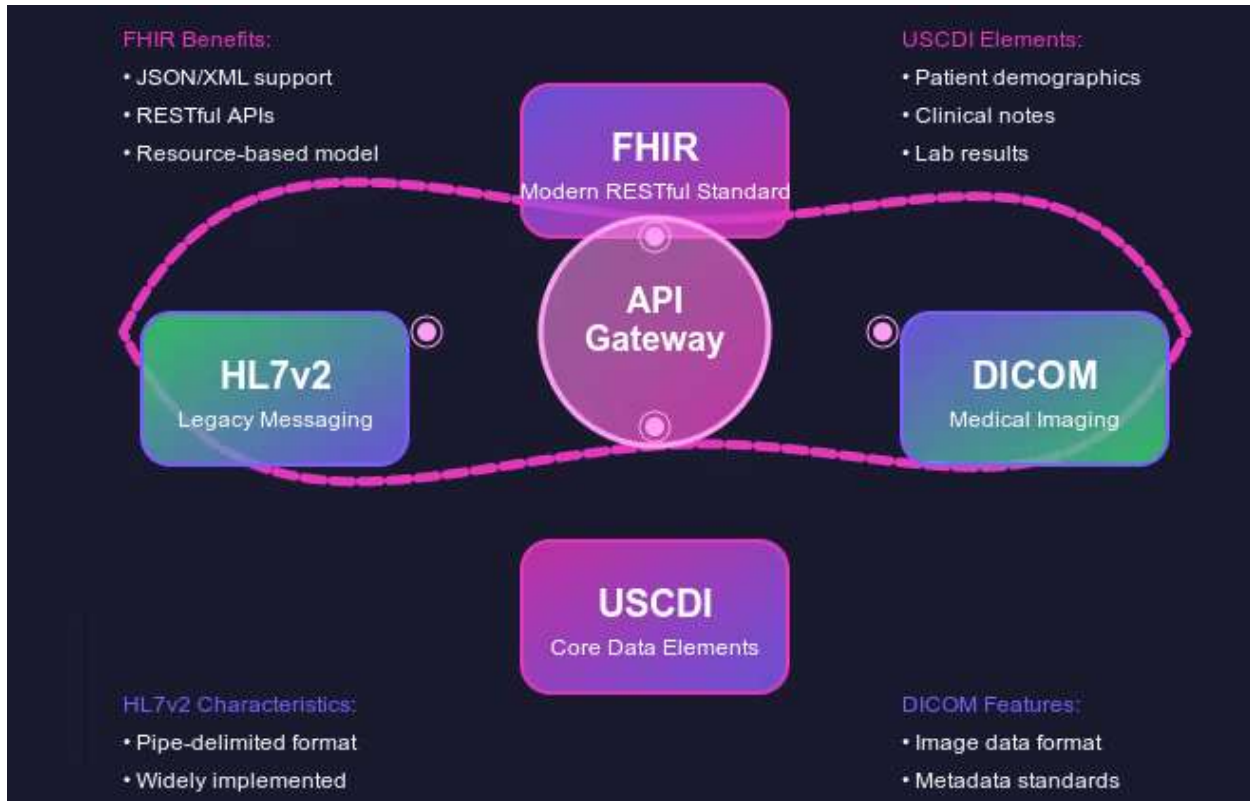 FHIR Benefits:
• JSON/XML support
• RESTful APIs
• Resource-based model
USCDI Elements:
• Patient demographics
• Clinical notes
• Lab results
FHIR
Modern RESTful Standard
API
Gateway
HL7v2
Legacy Messaging
DICOM
Medical Imaging
USCDI
Core Data Elements
HL7v2 Characteristics:
• Pipe-delimited format
• Widely implemented
DICOM Features:
• Image data format
• Metadata standards